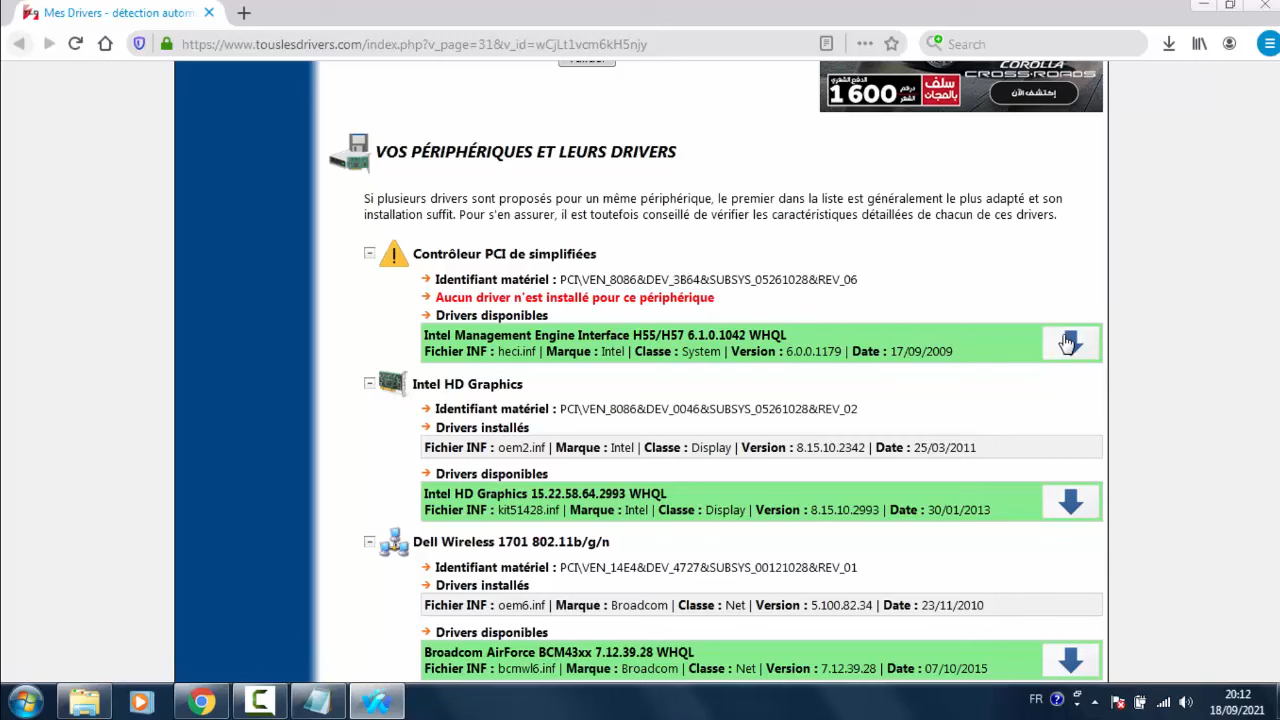 Mes Drivers - détection autom
https://www.touslesdrivers.com/index.php?v_page=31&v_id=wCjLt1vcm6kH5njy
Search
COROLLA
CROSS-ROADS
1 600
درهم
سلف بالمجان
إكتشف الآن
VOS PÉRIPHÉRIQUES ET LEURS DRIVERS
Si plusieurs drivers sont proposés pour un même périphérique, le premier dans la liste est généralement le plus adapté et son
installation suffit. Pour s'en assurer, il est toutefois conseillé de vérifier les caractéristiques détaillées de chacun de ces drivers.
Contrôleur PCI de simplifiées
Identifiant matériel : PCI\VEN_8086&DEV_3B64&SUBSYS_05261028&REV_06
Aucun driver n'est installé pour ce périphérique
Drivers disponibles
Intel Management Engine Interface H55/H57 6.1.0.1042 WHQL
Fichier INF : heci.inf | Marque : Intel | Classe : System | Version : 6.0.0.1179 | Date : 17/09/2009
Intel HD Graphics
Identifiant matériel : PCI\VEN_8086&DEV_0046&SUBSYS_05261028&REV_02
Drivers installés
Fichier INF : oem2.inf | Marque : Intel | Classe : Display | Version : 8.15.10.2342 | Date : 25/03/2011
Drivers disponibles
Intel HD Graphics 15.22.58.64.2993 WHQL
Fichier INF : kit51428.inf | Marque : Intel | Classe : Display | Version : 8.15.10.2993 | Date : 30/01/2013
Dell Wireless 1701 802.11b/g/n
Identifiant matériel : PCI\VEN_14E4&DEV_4727&SUBSYS_00121028&REV_01
Drivers installés
Fichier INF : oem6.inf | Marque : Broadcom | Classe : Net | Version : 5.100.82.34 | Date : 23/11/2010
Drivers disponibles
Broadcom AirForce BCM43xx 7.12.39.28 WHQL
Fichier INF : bcmwl6.inf | Marque : Broadcom | Classe : Net | Version : 7.12.39.28 | Date : 07/10/2015
FR
20:12
18/09/2021